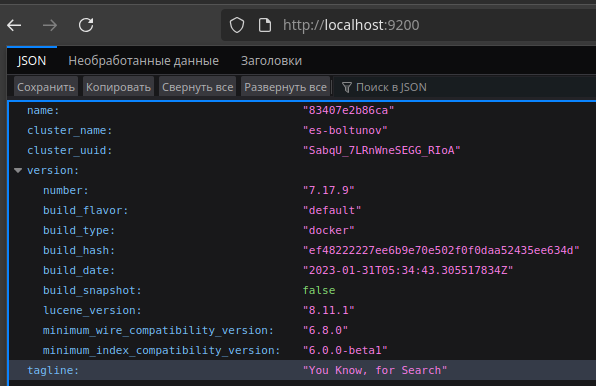 http://localhost:9200
JSON Необработанные данные Заголовки
Сохранить Копировать Свернуть все Развернуть все Поиск в JSON
name: "83407e2b86ca"
cluster_name: "es-boltunov"
cluster_uuid: "SabqU_7LRnWneSEGG_RIoA"
version:
number: "7.17.9"
build_flavor: "default"
build_type: "docker"
build_hash: "ef48222227ee6b9e70e502f0f0daa52435ee634d"
build_date: "2023-01-31T05:34:43.305517834Z"
build_snapshot: false
lucene_version: "8.11.1"
minimum_wire_compatibility_version: "6.8.0"
minimum_index_compatibility_version: "6.0.0-beta1"
tagline: "You Know, for Search"